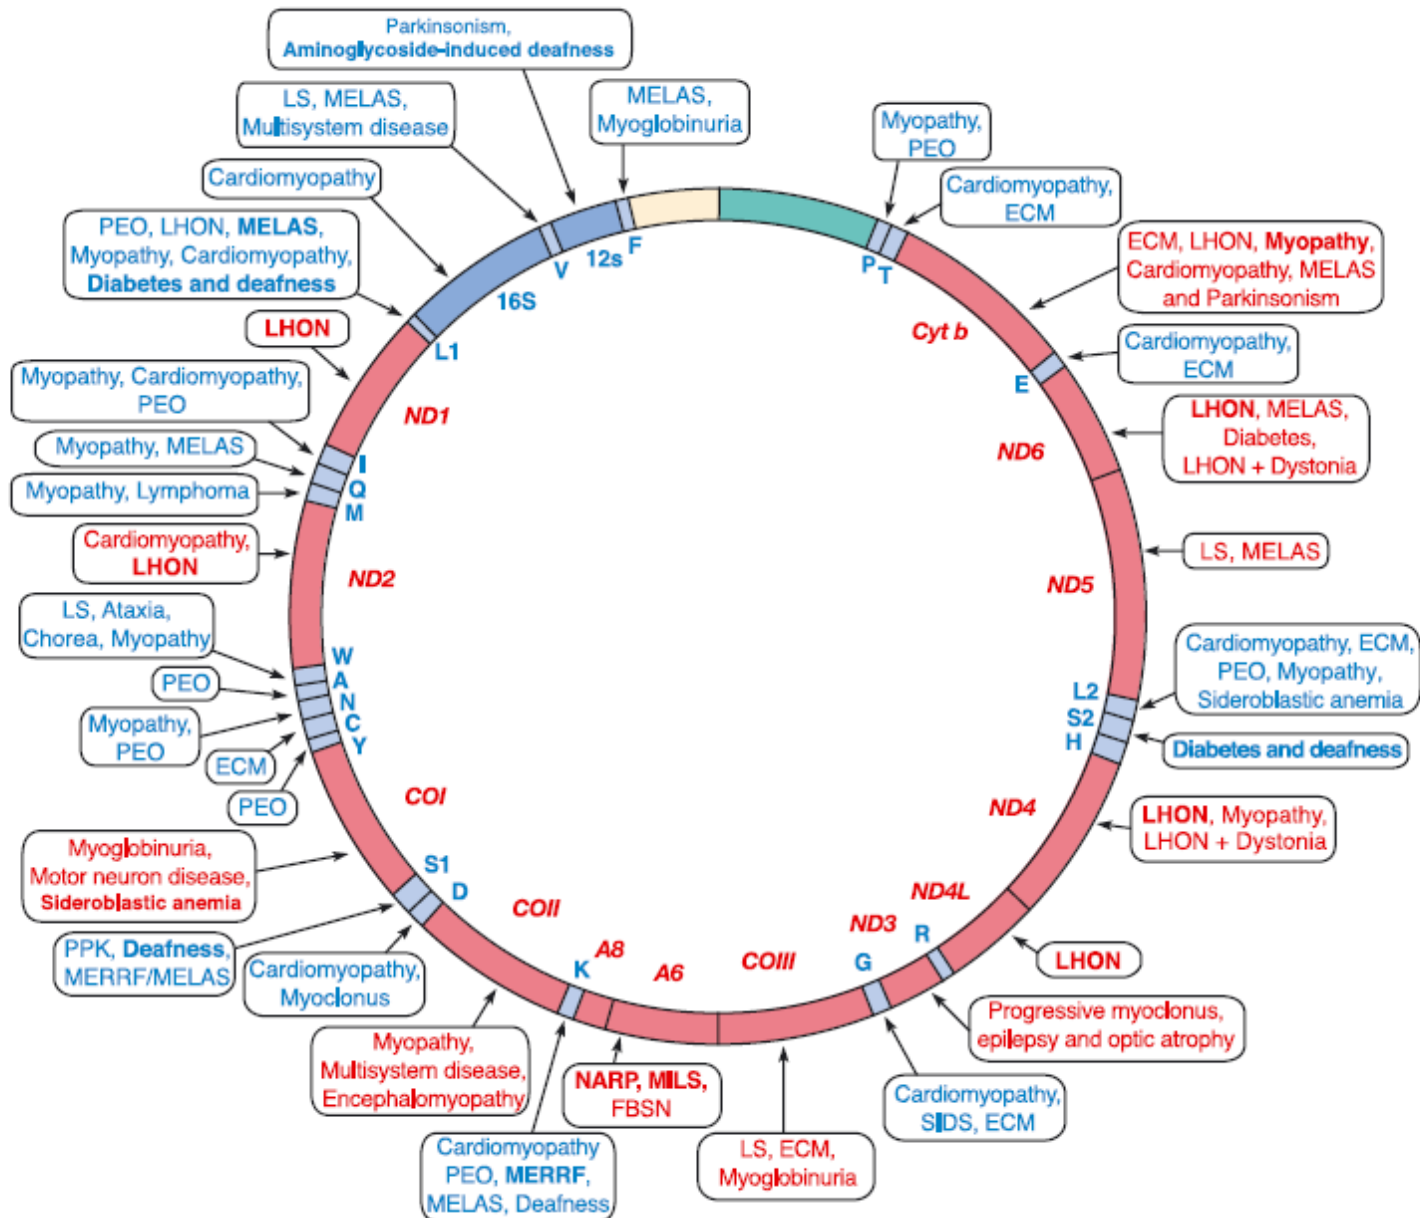 Parkinsonism,
Aminoglycoside-induced deafness
LS, MELAS,
Multisystem disease
MELAS,
Myoglobinuria
Myopathy,
PEO
Cardiomyopathy
Cardiomyopathy,
ECM
PEO, LHON, MELAS,
Myopathy, Cardiomyopathy,
Diabetes and deafness
ECM, LHON, Myopathy,
Cardiomyopathy, MELAS
and Parkinsonism
F
12s
V
16S
P
T
LHON
L1
Cyt b
Cardiomyopathy,
ECM
E
Myopathy, Cardiomyopathy,
PEO
ND1
LHON, MELAS,
Diabetes,
LHON + Dystonia
ND6
Myopathy, MELAS
I
Q
M
Myopathy, Lymphoma
Cardiomyopathy,
LHON
ND2
LS, MELAS
ND5
LS, Ataxia,
Chorea, Myopathy
Cardiomyopathy, ECM,
PEO, Myopathy,
Sideroblastic anemia
W
A
N
C
Y
PEO
L2
S2
H
Myopathy,
PEO
Diabetes and deafness
ECM
PEO
COI
ND4
LHON, Myopathy,
LHON + Dystonia
Myoglobinuria,
Motor neuron disease,
Sideroblastic anemia
S1
D
COII
ND4L
ND3
R
PPK, Deafness,
MERRF/MELAS
Cardiomyopathy,
Myoclonus
K
A8
A6
COIII
G
LHON
Progressive myoclonus,
epilepsy and optic atrophy
Myopathy,
Multisystem disease,
Encephalomyopathy
NARP, MILS,
FBSN
Cardiomyopathy,
SIDS, ECM
Cardiomyopathy
PEO, MERRF,
MELAS, Deafness
LS, ECM,
Myoglobinuria